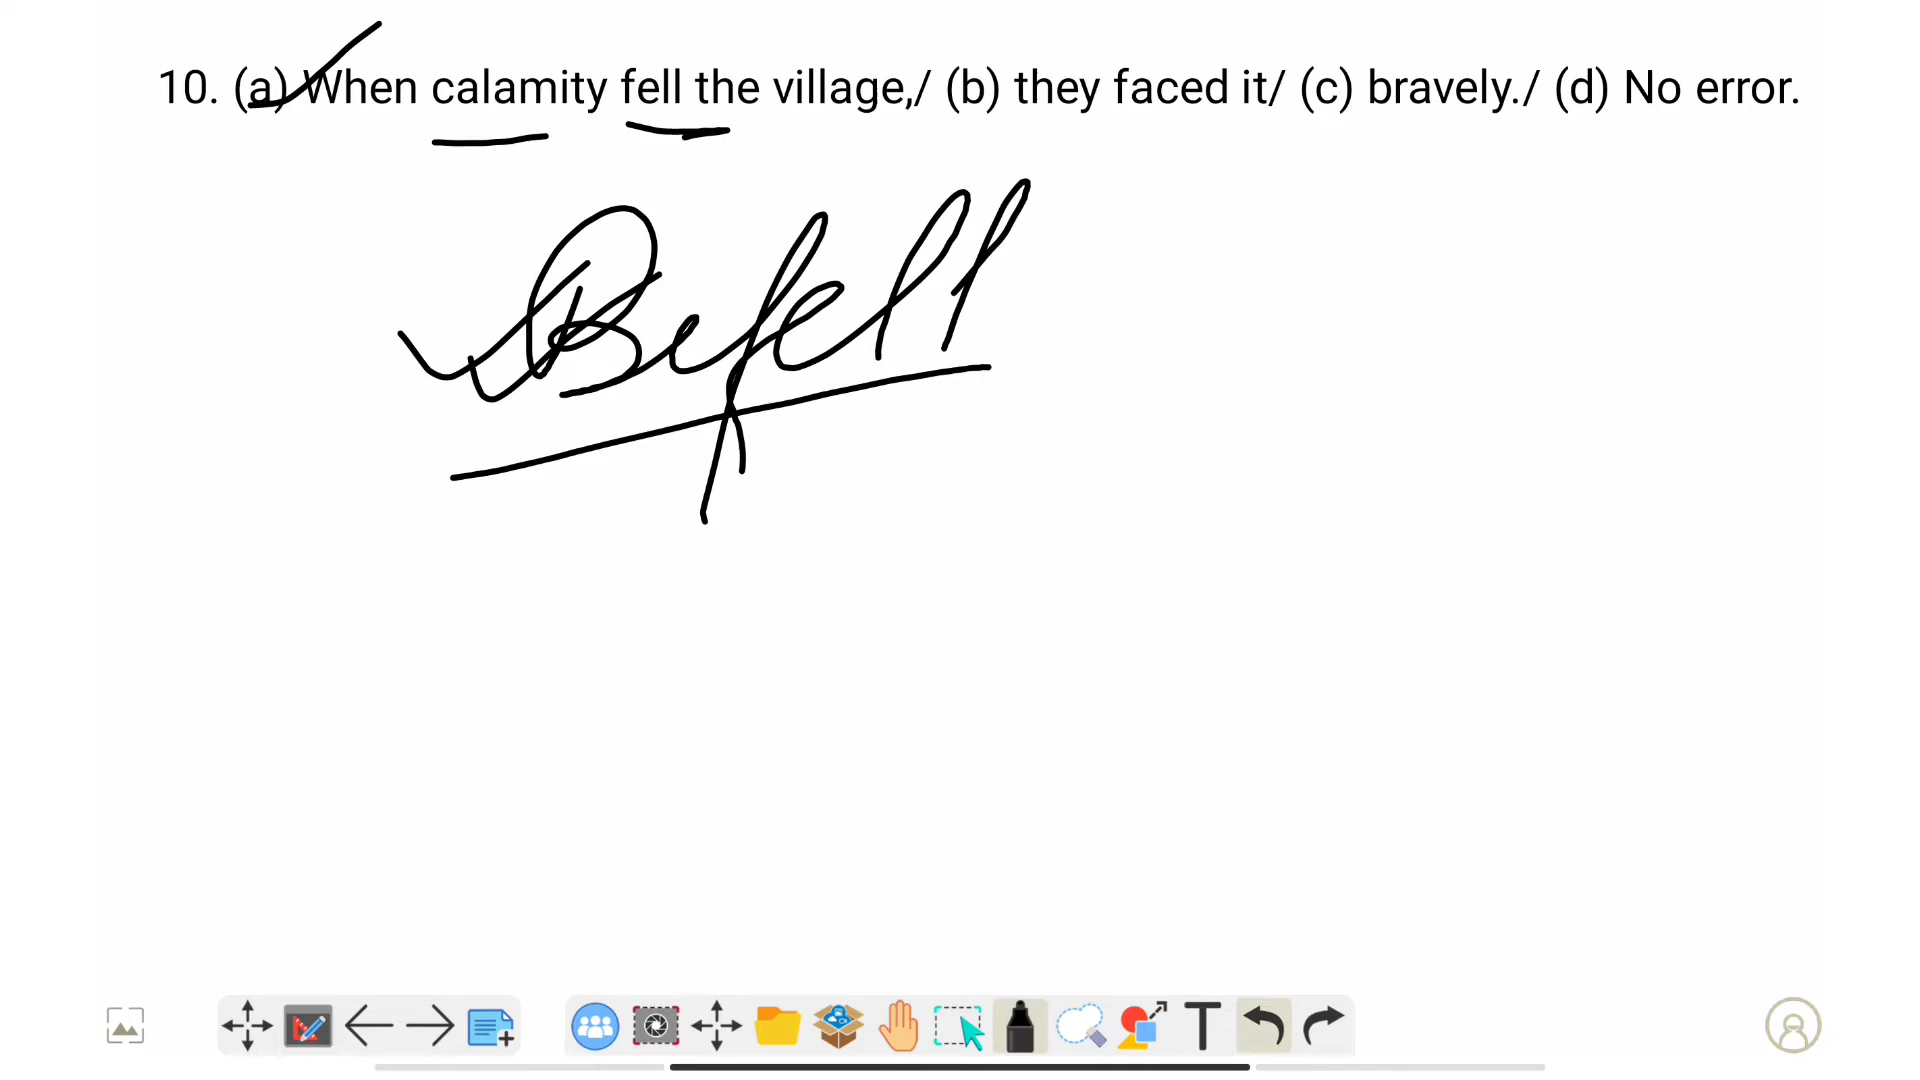 10. (a) When calamity fell the village,/ (b) they faced it/ (c) bravely./ (d) No error.
Befell